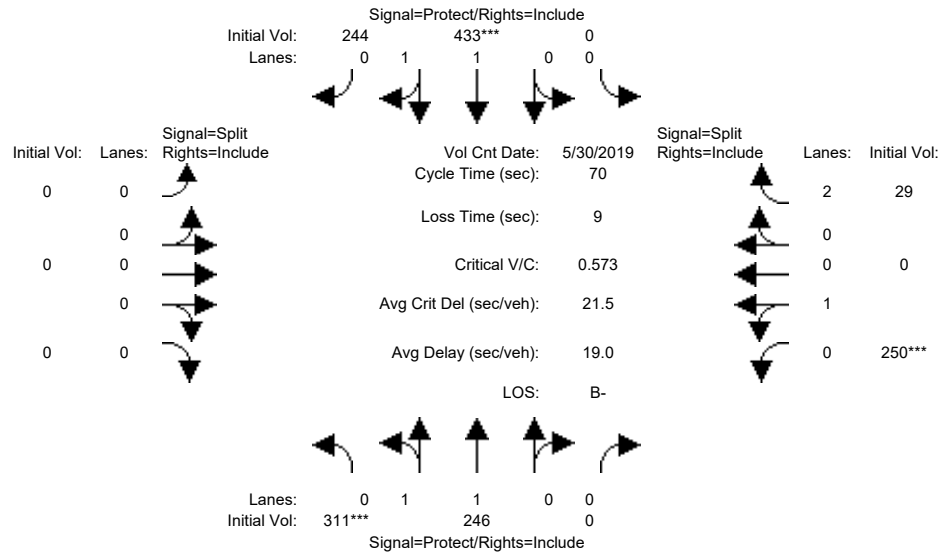 Signal=Protect/Rights=Include
Initial Vol: 244 433*** 0
Lanes: 0 1 1 0 0
Signal=Split
Initial Vol: Lanes: Rights=Include
Vol Cnt Date: 5/30/2019
Signal=Split
Rights=Include Lanes: Initial Vol:
Cycle Time (sec): 70
0 0 2 29
Loss Time (sec): 9
0 0
0 0 Critical V/C: 0.573 0 0
0 Avg Crit Del (sec/veh): 21.5 1
0 0 Avg Delay (sec/veh): 19.0 0 250***
LOS: B-
Lanes: 0 1 1 0 0
Initial Vol: 311*** 246 0
Signal=Protect/Rights=Include